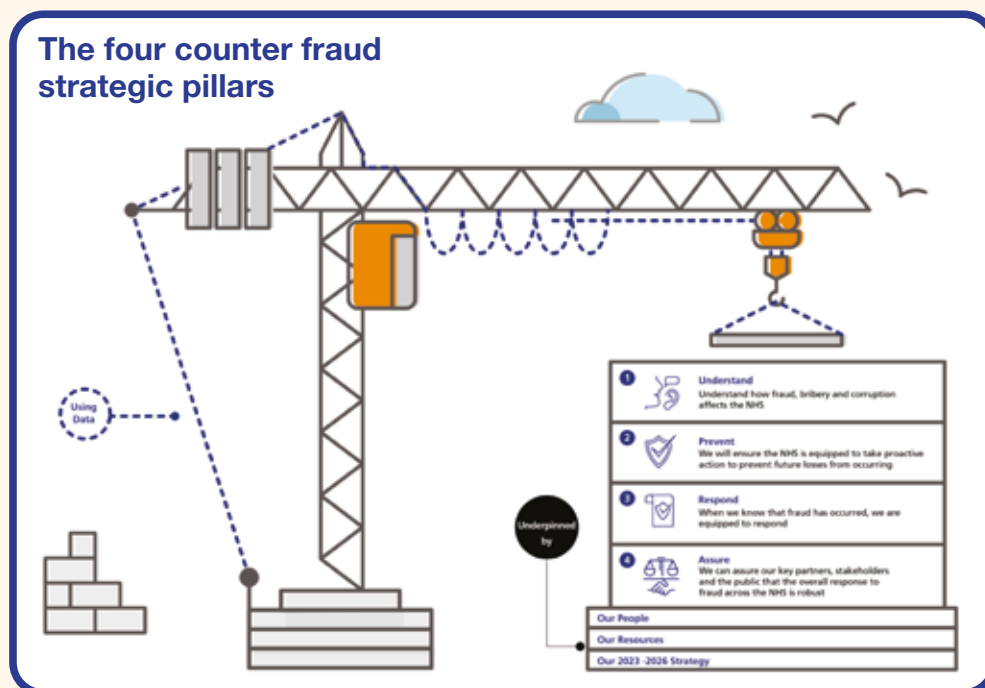 The four counter fraud
strategic pillars
Using
Data
1
Understand
Understand how fraud, bribery and corruption
affects the NHS
2
Prevent
We will ensure the NHS is equipped to take proactive
action to prevent future losses from occurring
3
Respond
When we know that fraud has occurred, we are
equipped to respond
4
Assure
We can assure our key partners, stakeholders
and the public that the overall response to
fraud across the NHS is robust
Underpinned
by
Our People
Our Resources
Our 2023 -2026 Strategy